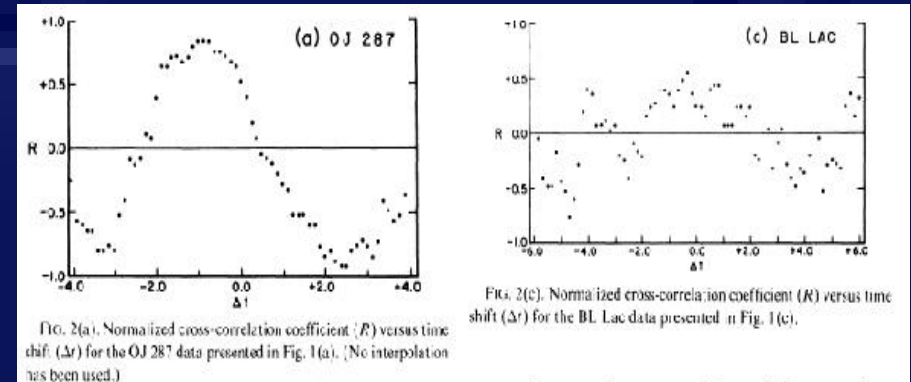 (a) OJ 287
+1.0
+0.5
R 0.0
-0.5
-1.0
-4.0 -2.0 0.0 +2.0 +4.0
Δt
FIG. 2(a). Normalized cross-correlation coefficient (R) versus time
shift (Δt) for the OJ 287 data presented in Fig. 1(a). (No interpolation
has been used.)
(c) BL LAC
+1.0
+0.5
R 0.0
-0.5
-1.0
-6.0 -4.0 -2.0 0.0 +2.0 +4.0 +6.0
Δt
FIG. 2(c). Normalized cross-correlation coefficient (R) versus time
shift (Δt) for the BL Lac data presented in Fig. 1(c).